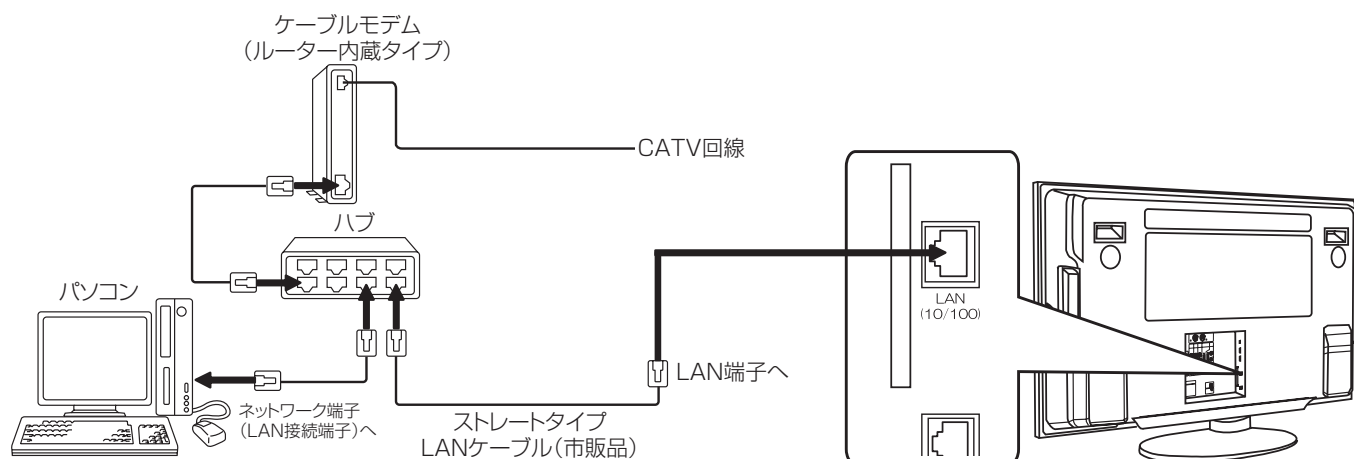 ケーブルモデム
（ルーター内蔵タイプ）
CATV回線
ハブ
パソコン
LAN
(10/100)
LAN端子へ
ネットワーク端子
（LAN接続端子）へ
ストレートタイプ
LANケーブル（市販品）